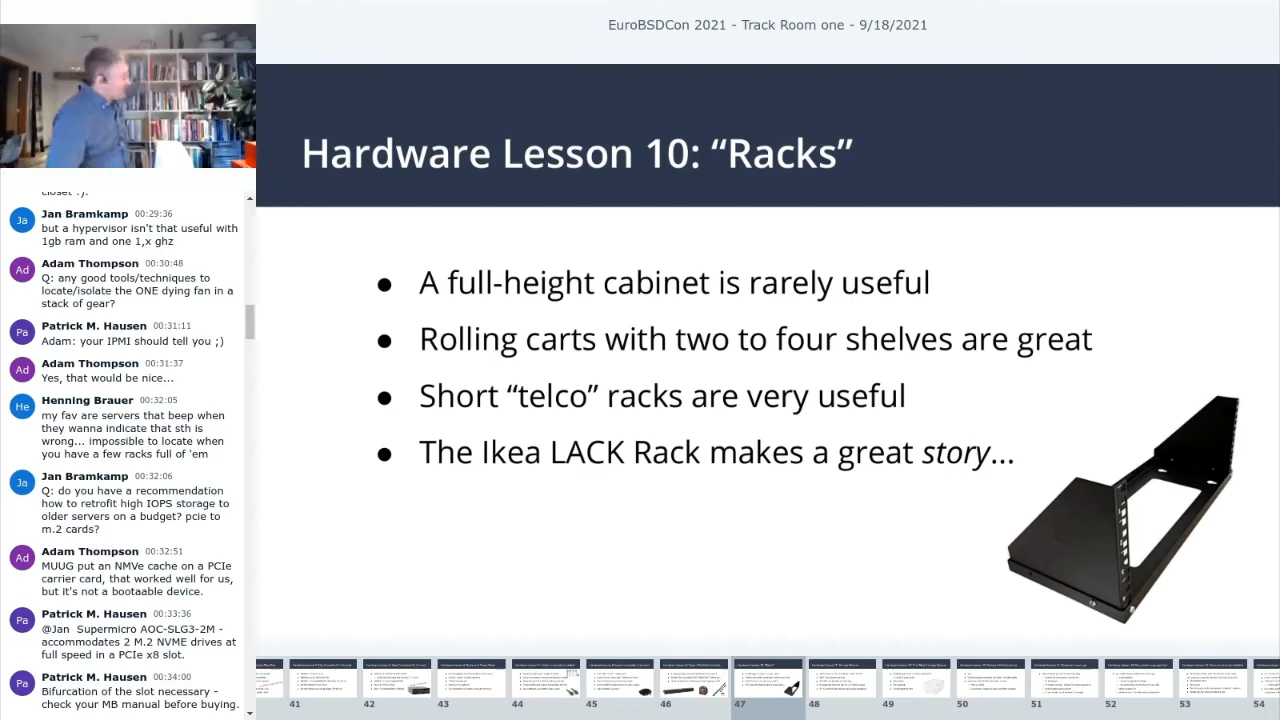 EuroBSDCon 2021 - Track Room one - 9/18/2021
Hardware Lesson 10: “Racks”
● A full-height cabinet is rarely useful
● Rolling carts with two to four shelves are great
● Short “telco” racks are very useful
● The Ikea LACK Rack makes a great story...
closet :).
Ja Jan Bramkamp 00:29:36
but a hypervisor isn't that useful with
1gb ram and one 1,x ghz
Ad Adam Thompson 00:30:48
Q: any good tools/techniques to
locate/isolate the ONE dying fan in a
stack of gear?
Pa Patrick M. Hausen 00:31:11
Adam: your IPMI should tell you ;)
Ad Adam Thompson 00:31:37
Yes, that would be nice...
He Henning Brauer 00:32:05
my fav are servers that beep when
they wanna indicate that sth is
wrong... impossible to locate when
you have a few racks full of 'em
Ja Jan Bramkamp 00:32:06
Q: do you have a recommendation
how to retrofit high IOPS storage to
older servers on a budget? pcie to
m.2 cards?
Ad Adam Thompson 00:32:51
MUUG put an NMVe cache on a PCIe
carrier card, that worked well for us,
but it's not a bootaable device.
Pa Patrick M. Hausen 00:33:36
@Jan Supermicro AOC-SLG3-2M -
accommodates 2 M.2 NVME drives at
full speed in a PCIe x8 slot.
Pa Patrick M. Hausen 00:34:00
Bifurcation of the slot necessary -
check your MB manual before buying.
41 42 43 44 45 46 47 48 49 50 51 52 53 54